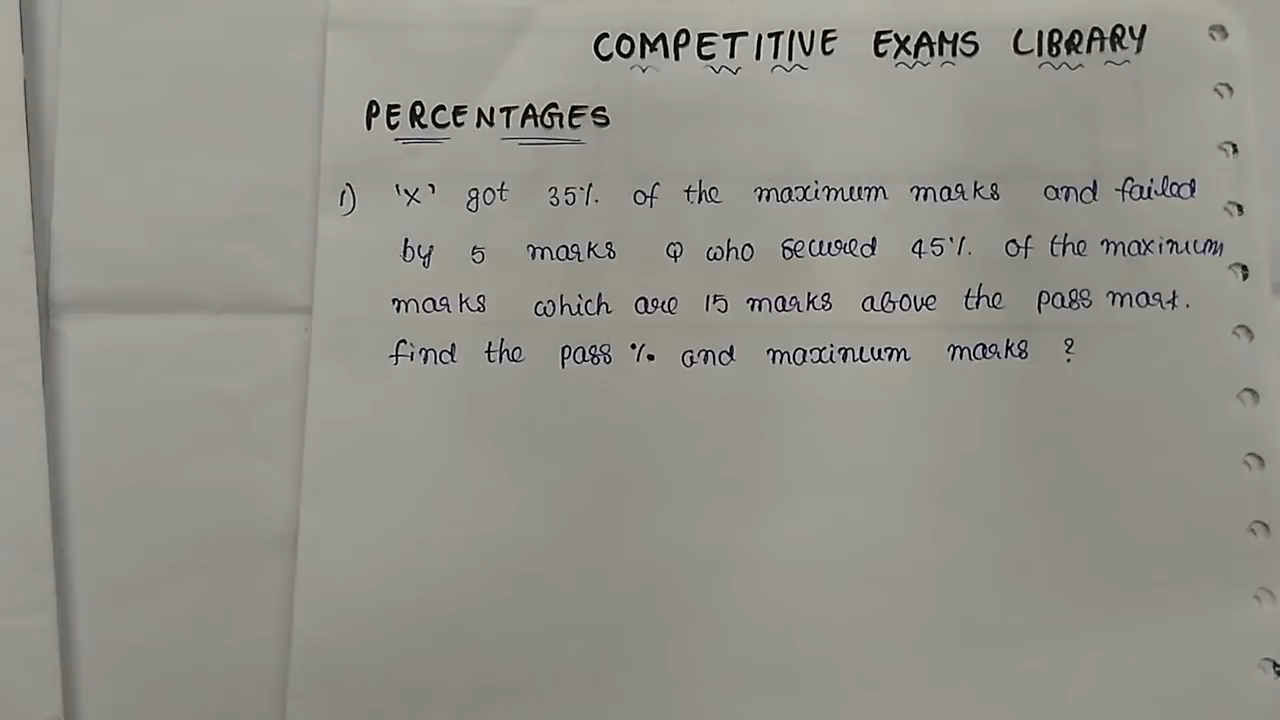 COMPETITIVE EXAMS LIBRARY
PERCENTAGES
1) 'x' got 35%. of the maximum marks and failed
by 5 marks Q who secured 45%. of the maximum
marks which are 15 marks above the pass mark.
find the pass %. and maximum marks ?